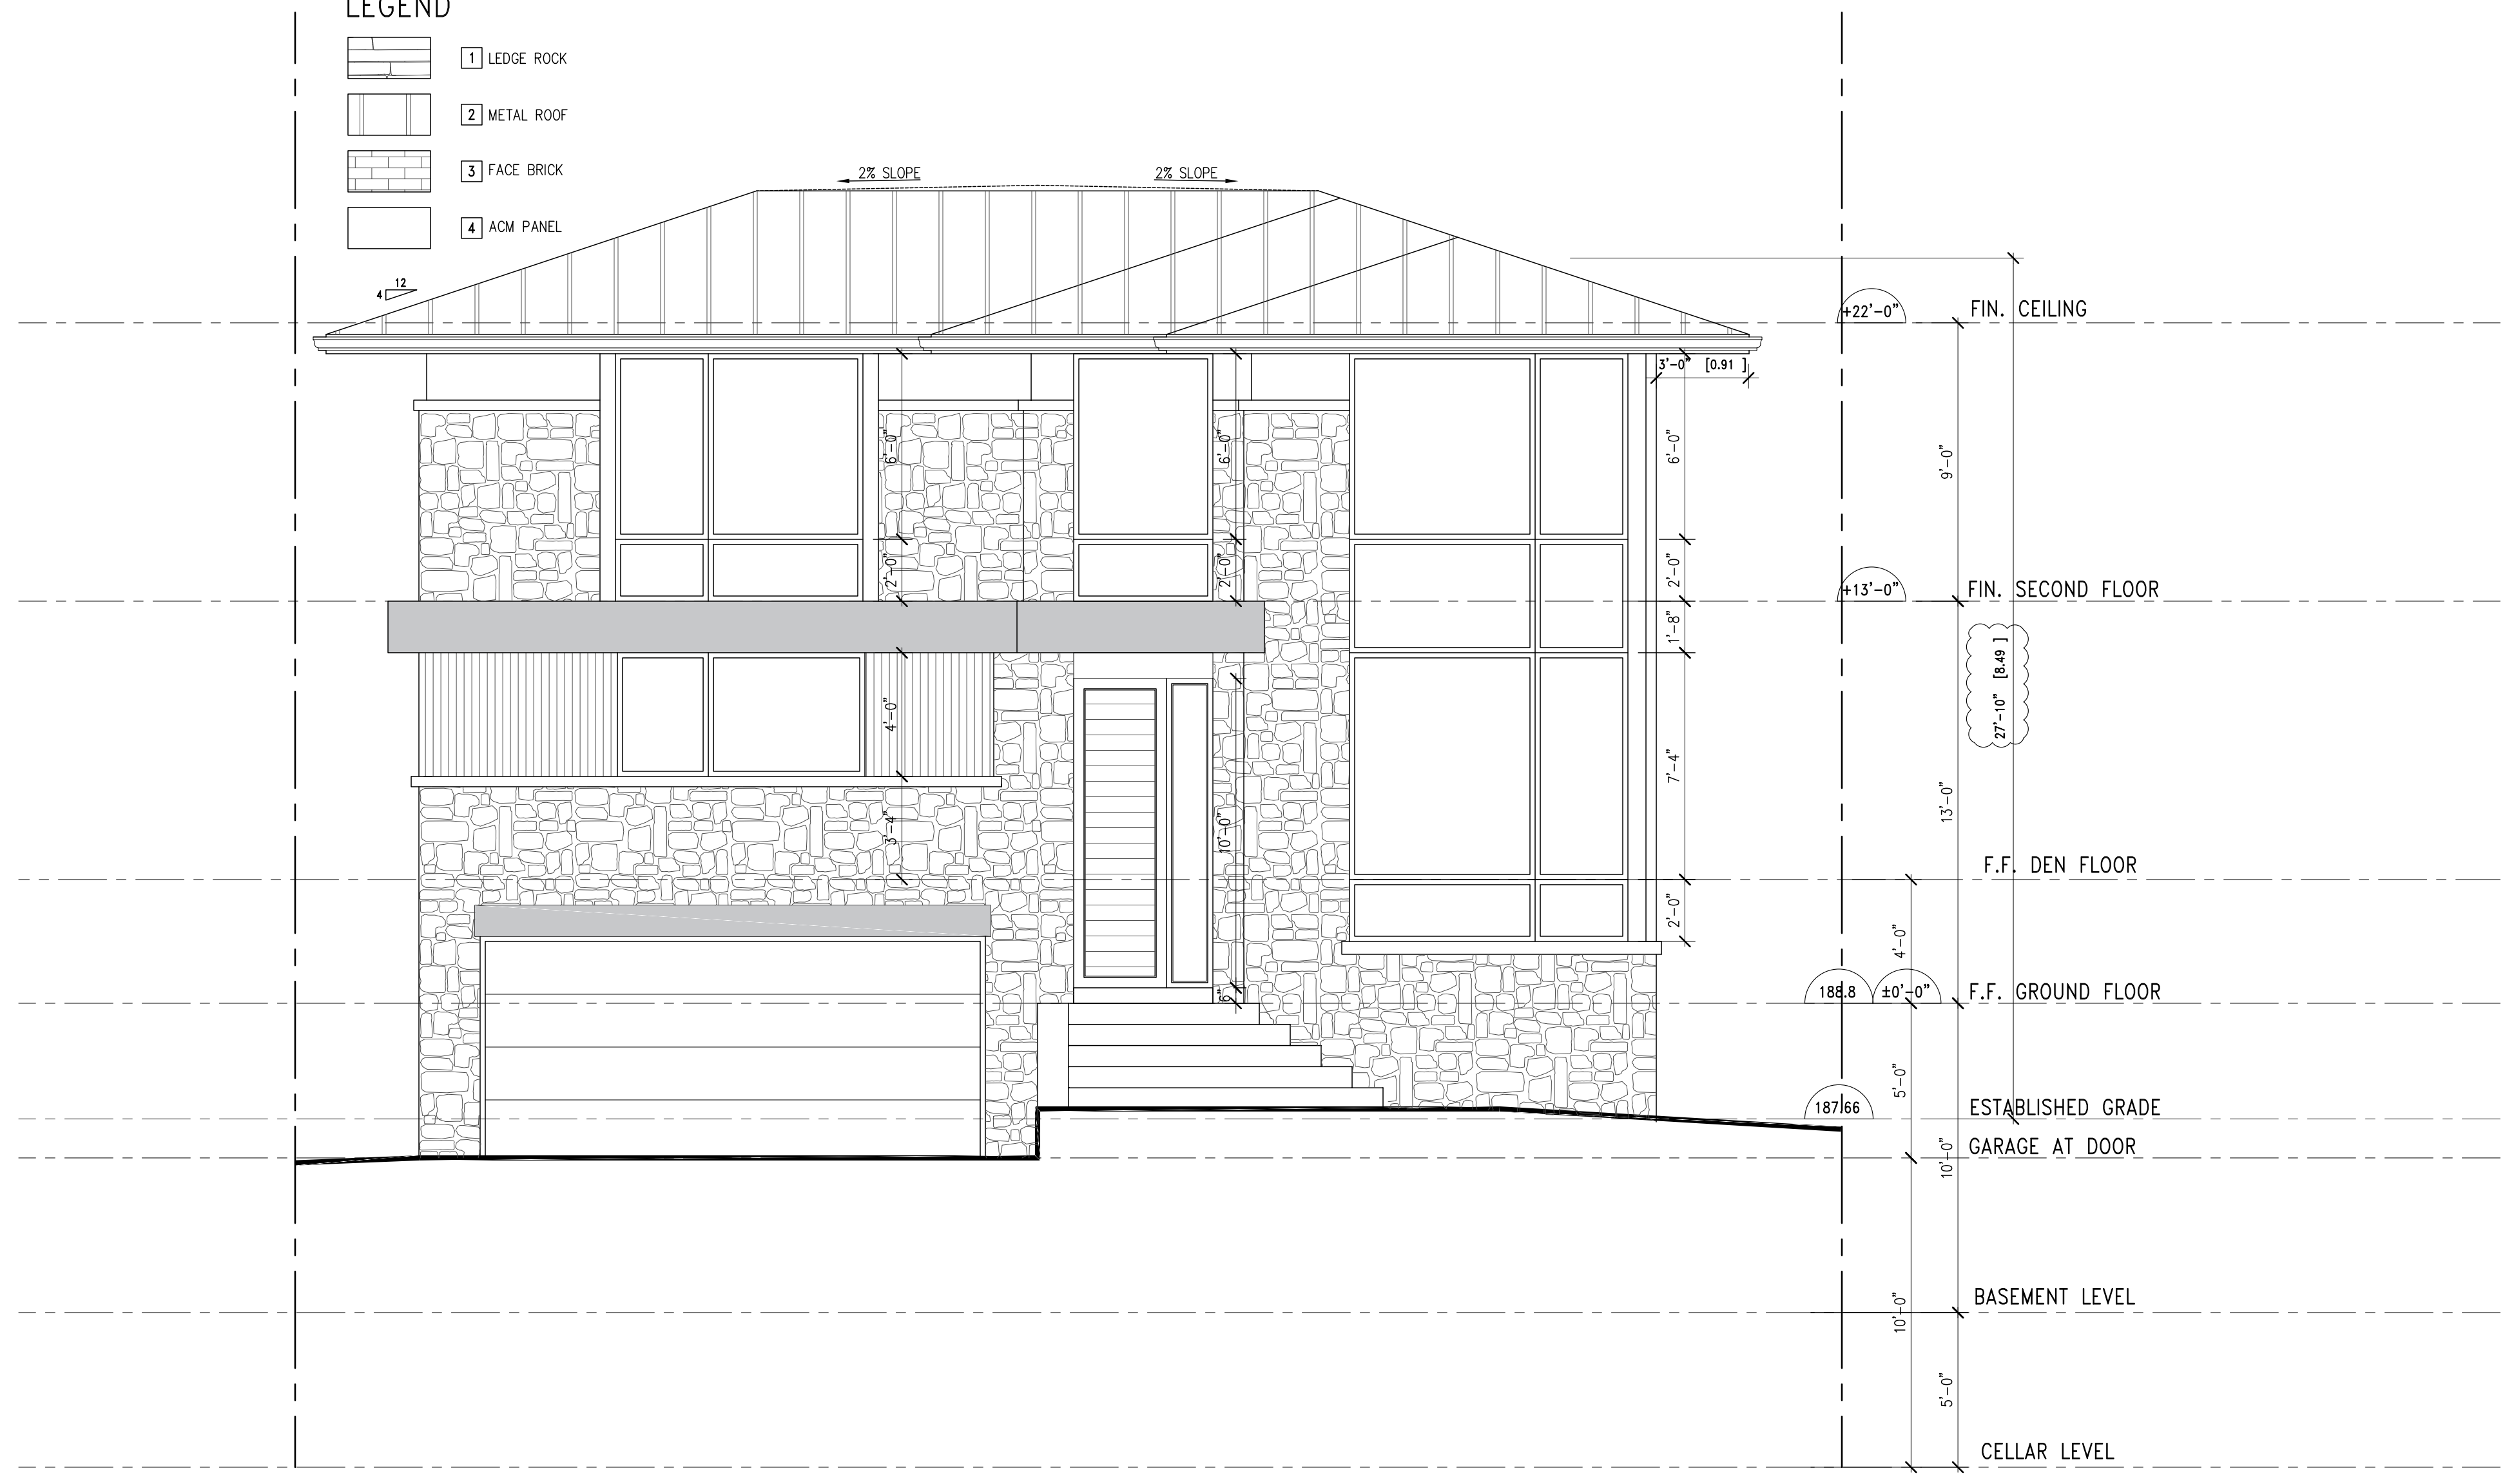 LEGEND
1 LEDGE ROCK
2 METAL ROOF
3 FACE BRICK
4 ACM PANEL
2% SLOPE 2% SLOPE
12
4
+22'-0" FIN. CEILING
3'-0" [0.91 ]
6'-0" 6'-0" 6'-0" 9'-0"
2'-0" 2'-0" 2'-0"
+13'-0" FIN. SECOND FLOOR
1'-8"
27'-10" [8.49 ]
4'-0" 7'-4"
3'-4" 10'-0" 13'-0"
F.F. DEN FLOOR
2'-0" 4'-0"
6" 188.8 ±0'-0" F.F. GROUND FLOOR
5'-0"
187.66 ESTABLISHED GRADE
GARAGE AT DOOR
10'-0"
BASEMENT LEVEL
10'-0"
5'-0"
CELLAR LEVEL